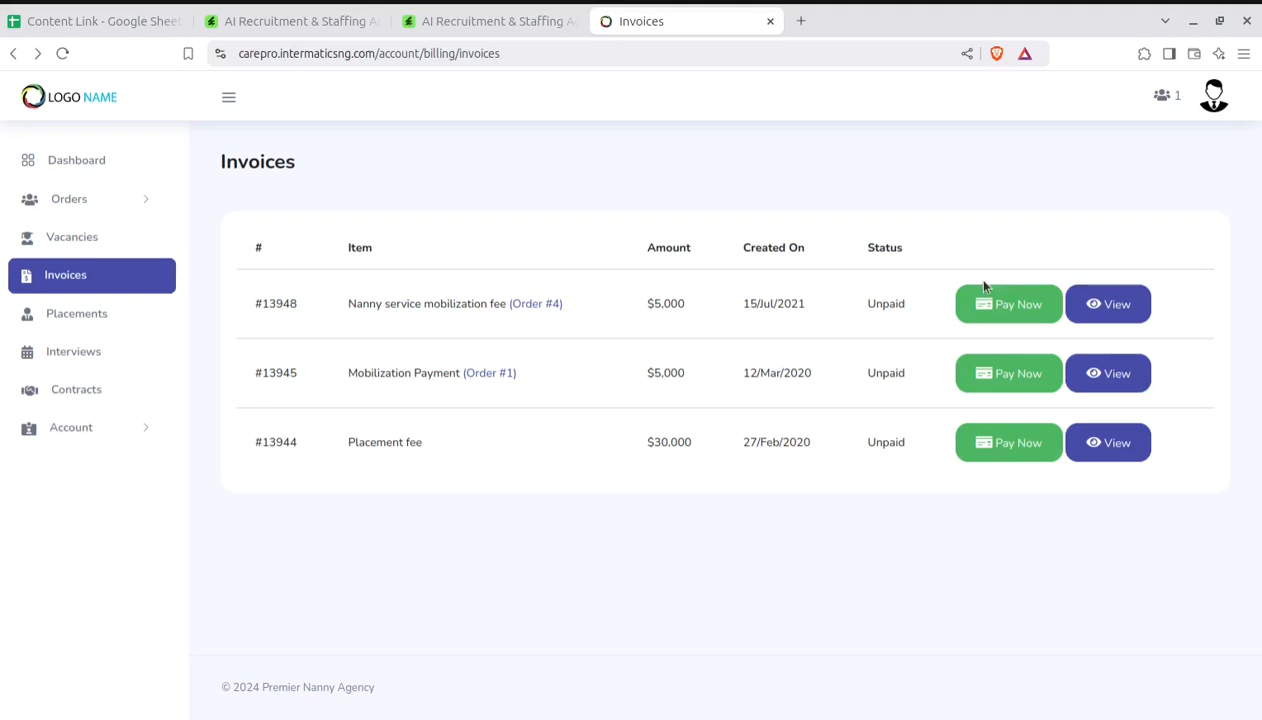 Content Link - Google Sheet
AI Recruitment & Staffing A
AI Recruitment & Staffing A
Invoices
carepro.intermaticsng.com/account/billing/invoices
LOGO NAME
1
Dashboard
Orders
Vacancies
Invoices
Placements
Interviews
Contracts
Account
Invoices
# Item Amount Created On Status
#13948 Nanny service mobilization fee (Order #4) $5,000 15/Jul/2021 Unpaid Pay Now View
#13945 Mobilization Payment (Order #1) $5,000 12/Mar/2020 Unpaid Pay Now View
#13944 Placement fee $30,000 27/Feb/2020 Unpaid Pay Now View
© 2024 Premier Nanny Agency